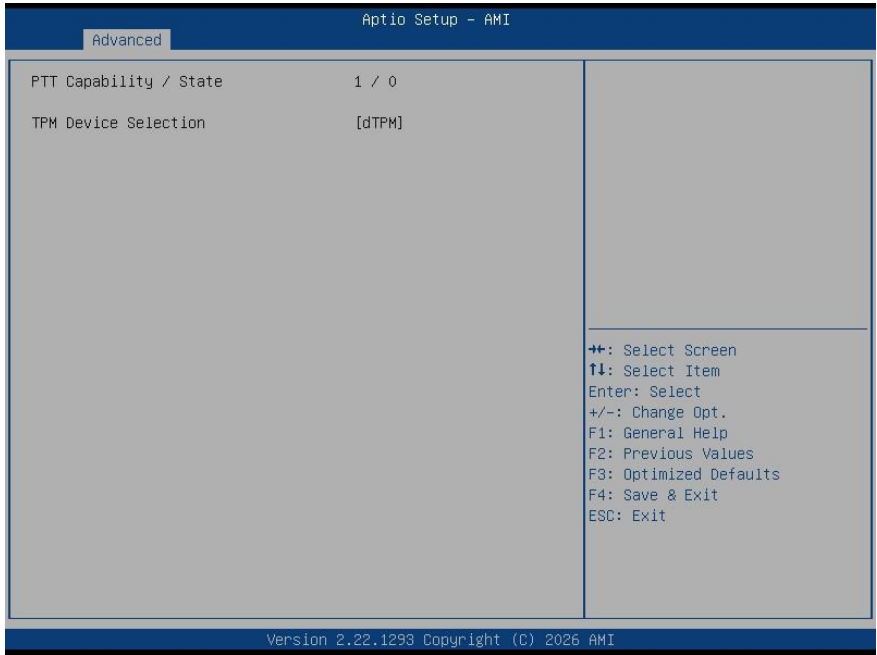 Aptio Setup – AMI
Advanced
PTT Capability / State 1 / 0
TPM Device Selection [dTPM]
→←: Select Screen
↑↓: Select Item
Enter: Select
+/-: Change Opt.
F1: General Help
F2: Previous Values
F3: Optimized Defaults
F4: Save & Exit
ESC: Exit
Version 2.22.1293 Copyright (C) 2026 AMI